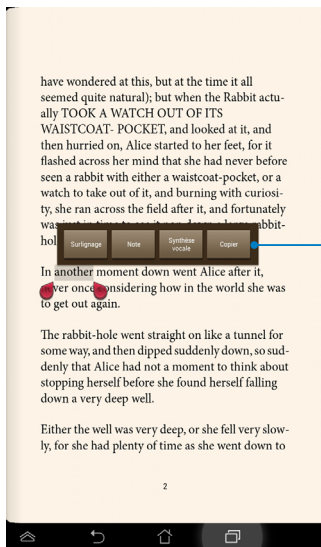 have wondered at this, but at the time it all
seemed quite natural); but when the Rabbit actu-
ally TOOK A WATCH OUT OF ITS
WAISTCOAT- POCKET, and looked at it, and
then hurried on, Alice started to her feet, for it
flashed across her mind that she had never before
seen a rabbit with either a waistcoat-pocket, or a
watch to take out of it, and burning with curiosi-
ty, she ran across the field after it, and fortunately
rabbit-
hol
Surlignage Note Synthèse vocale Copier
In another moment down went Alice after it,
never once considering how in the world she was
to get out again.
The rabbit-hole went straight on like a tunnel for
some way, and then dipped suddenly down, so sud-
denly that Alice had not a moment to think about
stopping herself before she found herself falling
down a very deep well.
Either the well was very deep, or she fell very slow-
ly, for she had plenty of time as she went down to
2